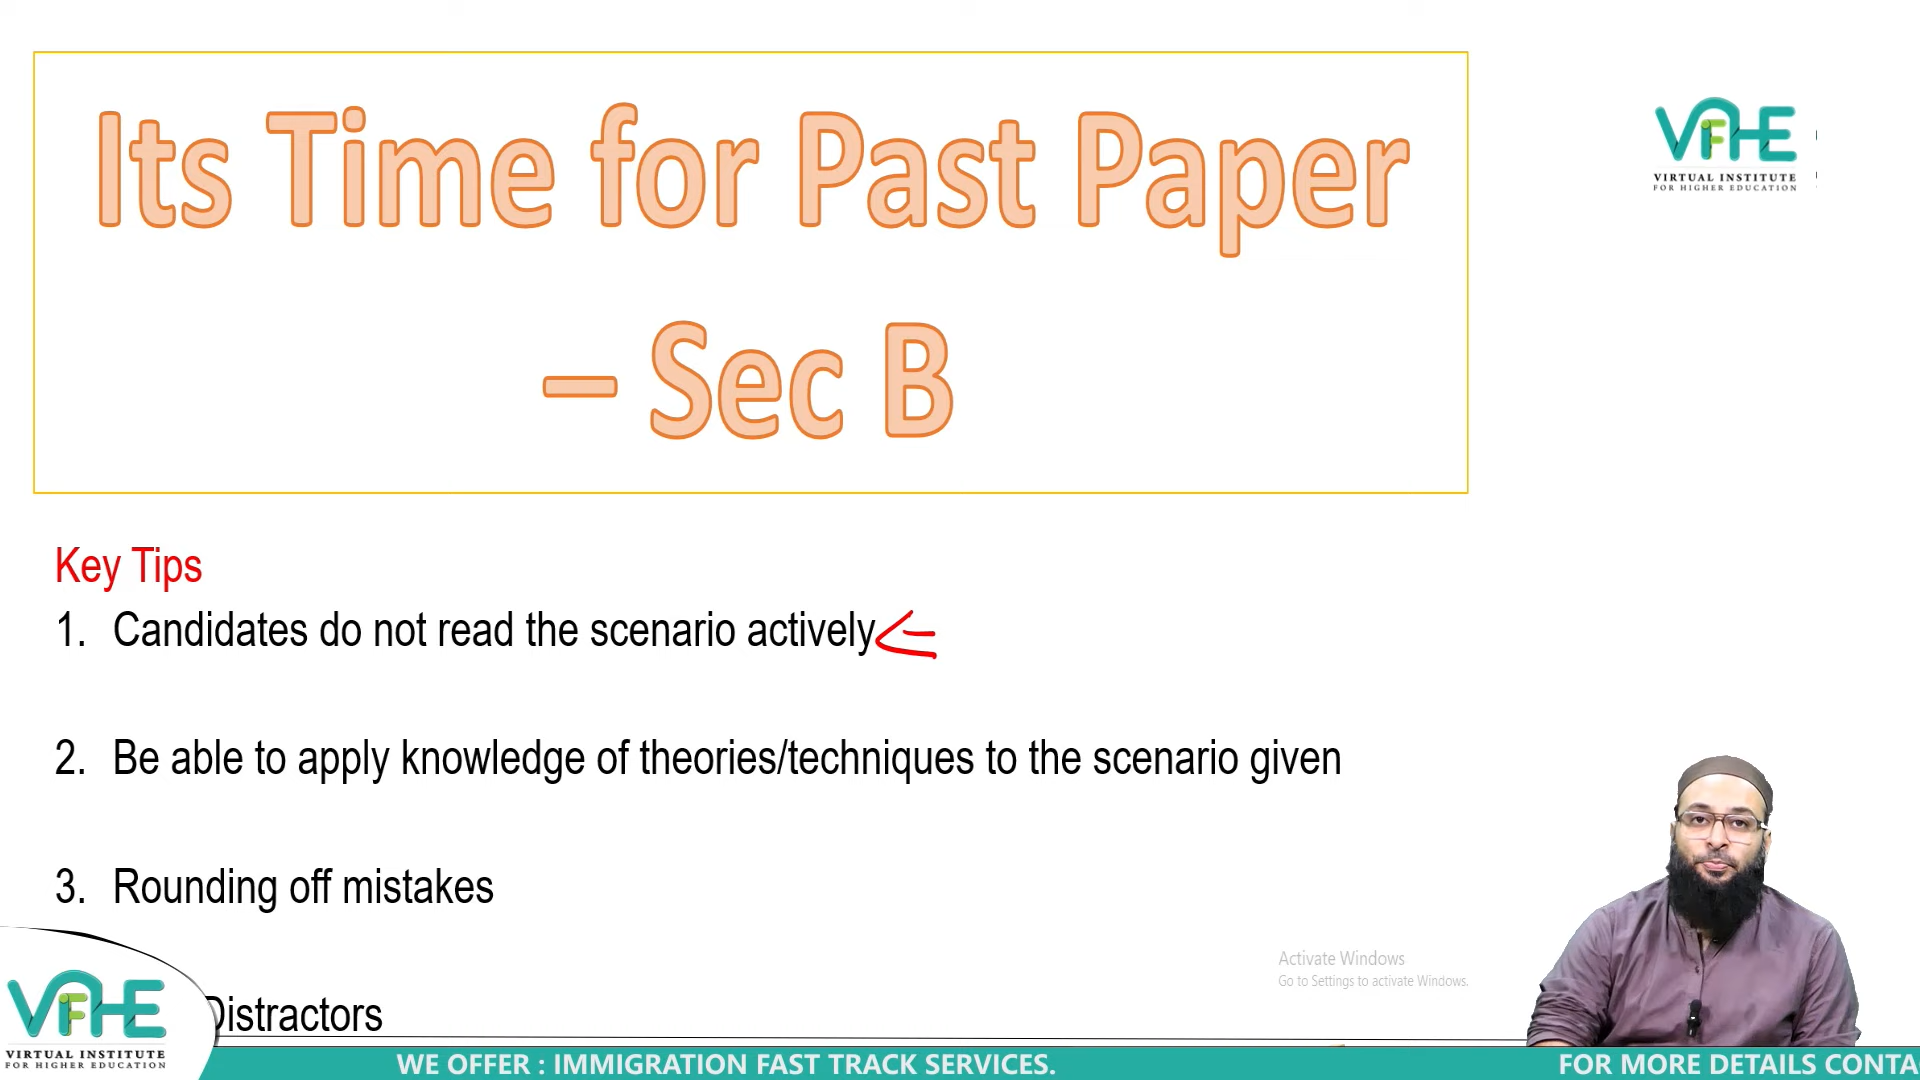 Its Time for Past Paper
– Sec B
VIFHE
VIRTUAL INSTITUTE
FOR HIGHER EDUCATION
Key Tips
1. Candidates do not read the scenario actively
2. Be able to apply knowledge of theories/techniques to the scenario given
3. Rounding off mistakes
Distractors
Activate Windows
Go to Settings to activate Windows.
VIFHE
VIRTUAL INSTITUTE
FOR HIGHER EDUCATION
WE OFFER : IMMIGRATION FAST TRACK SERVICES.
FOR MORE DETAILS CONTA